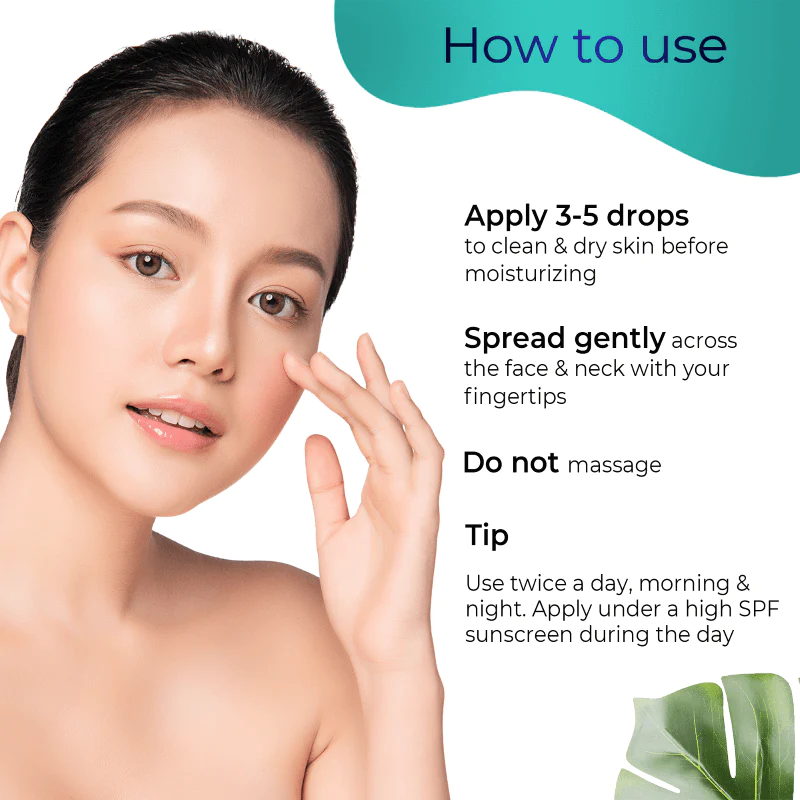 How to use
Apply 3-5 drops
to clean & dry skin before
moisturizing
Spread gently across
the face & neck with your
fingertips
Do not massage
Tip
Use twice a day, morning &
night. Apply under a high SPF
sunscreen during the day